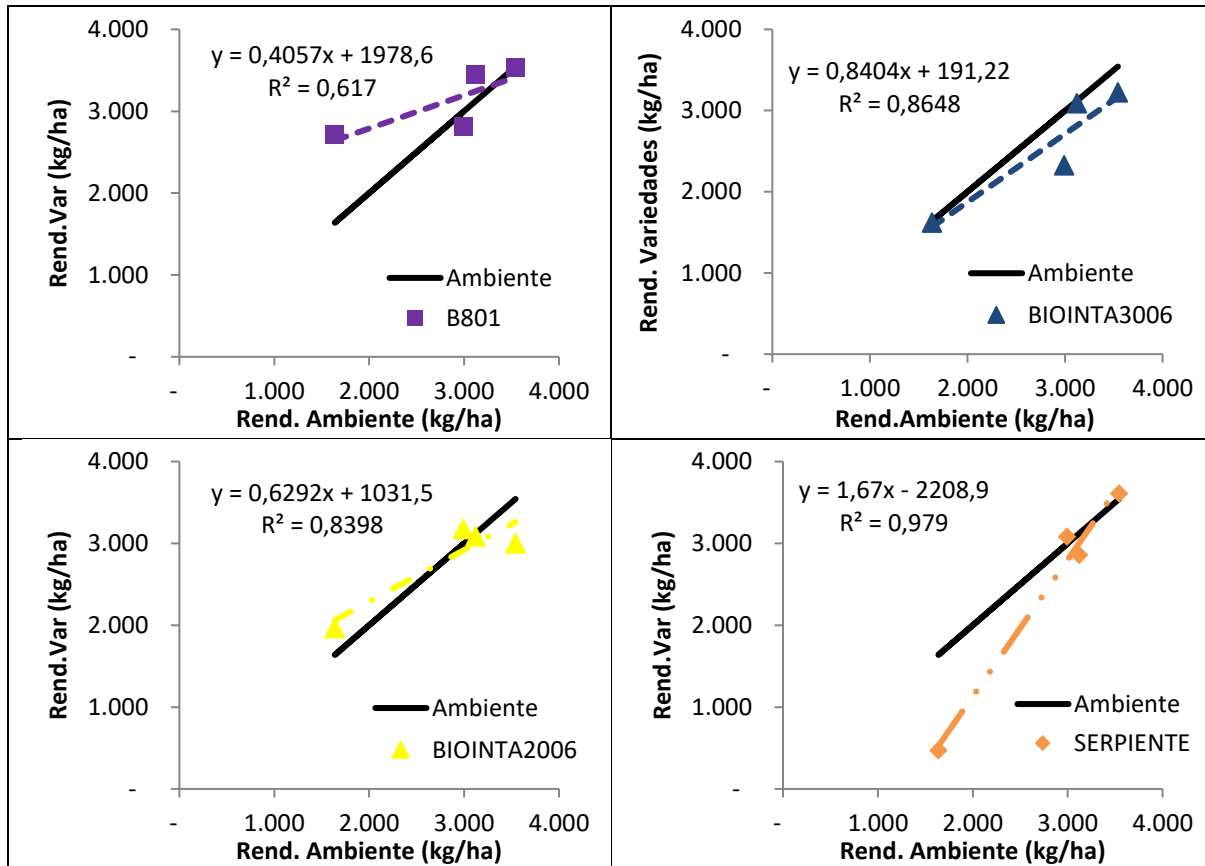 4.000
3.000
2.000
1.000
-
Rend.Var (kg/ha)
y = 0,4057x + 1978,6
R² = 0,617
Ambiente
B801
-
1.000
2.000
3.000
4.000
Rend. Ambiente (kg/ha)
4.000
3.000
2.000
1.000
-
Rend. Variedades (kg/ha)
y = 0,8404x + 191,22
R² = 0,8648
Ambiente
BIOINTA3006
-
1.000
2.000
3.000
4.000
Rend.Ambiente (kg/ha)
4.000
3.000
2.000
1.000
-
Rend.Var (kg/ha)
y = 0,6292x + 1031,5
R² = 0,8398
Ambiente
BIOINTA2006
-
1.000
2.000
3.000
4.000
Rend. Ambiente (kg/ha)
4.000
3.000
2.000
1.000
-
Rend.Var (kg/ha)
y = 1,67x - 2208,9
R² = 0,979
Ambiente
SERPIENTE
-
1.000
2.000
3.000
4.000
Rend. Ambiente (kg/ha)